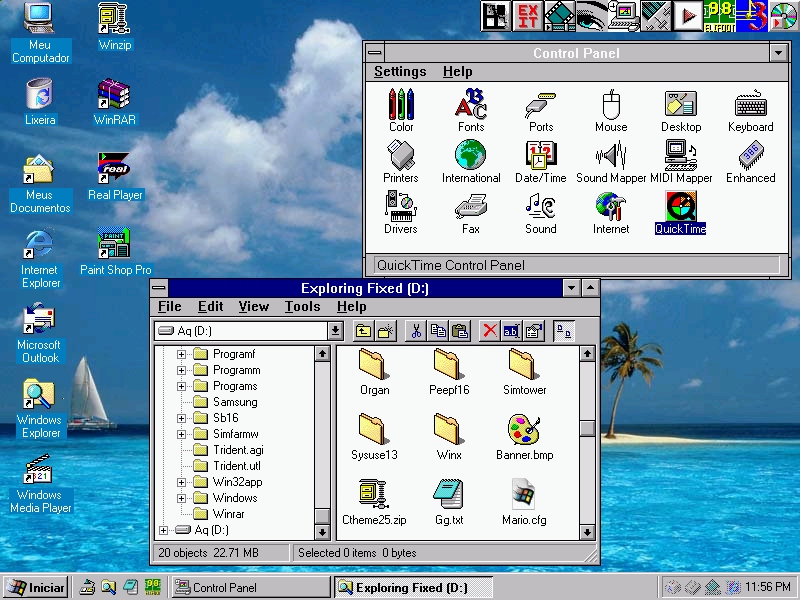 Meu
Computador
Winzip
Lixeira
WinRAR
Meus
Documentos
Real Player
Internet
Explorer
Paint Shop Pro
Microsoft
Outlook
Windows
Explorer
Windows
Media Player
EXIT
98
Control Panel
Settings Help
Color Fonts Ports Mouse Desktop Keyboard
Printers International Date/Time Sound Mapper MIDI Mapper Enhanced
Drivers Fax Sound Internet QuickTime
QuickTime Control Panel
Exploring Fixed (D:)
File Edit View Tools Help
Aq (D:)
Programf
Programm
Programs
Samsung
Sb16
Simfarmw
Trident.agi
Trident.utl
Win32app
Windows
Winrar
Aq (D:)
Organ Peepf16 Simtower
Sysuse13 Winx Banner.bmp
Ctheme25.zip Gg.txt Mario.cfg
20 objects 22.71 MB
Selected 0 items 0 bytes
Iniciar
Control Panel
Exploring Fixed (D:)
11:56 PM